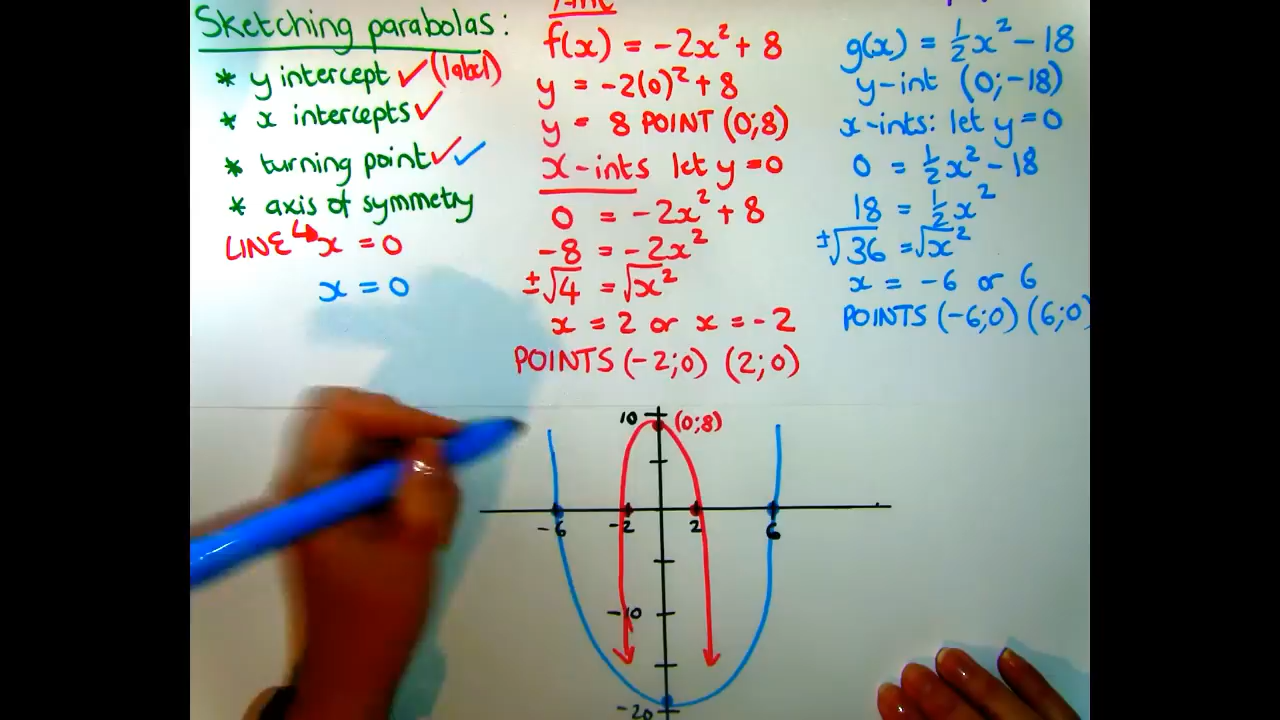 Sketching parabolas:
* y intercept ✓ (label)
* x intercepts ✓
* turning point ✓✓
* axis of symmetry
LINE ↳ x = 0
x = 0
f(x) = -2x² + 8
y = -2(0)² + 8
y = 8 POINT (0;8)
x-ints let y=0
0 = -2x² + 8
-8 = -2x²
±√4 = √x²
x = 2 or x = -2
POINTS (-2;0) (2;0)
g(x) = ½x² - 18
y-int (0;-18)
x-ints: let y=0
0 = ½x² - 18
18 = ½x²
±√36 = √x²
x = -6 or 6
POINTS (-6;0) (6;0)
10 (0;8)
-6 -2 2 6
-10
-20